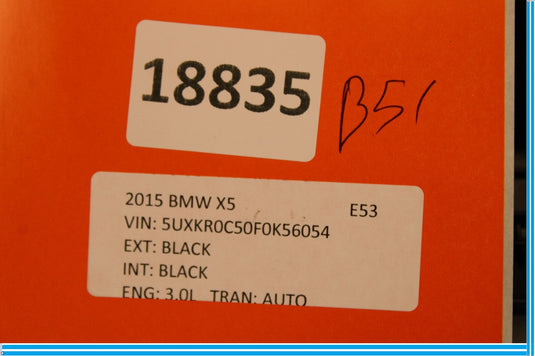 18835
B51
2015 BMW X5 E53
VIN: 5UXKR0C50F0K56054
EXT: BLACK
INT: BLACK
ENG: 3.0L TRAN: AUTO